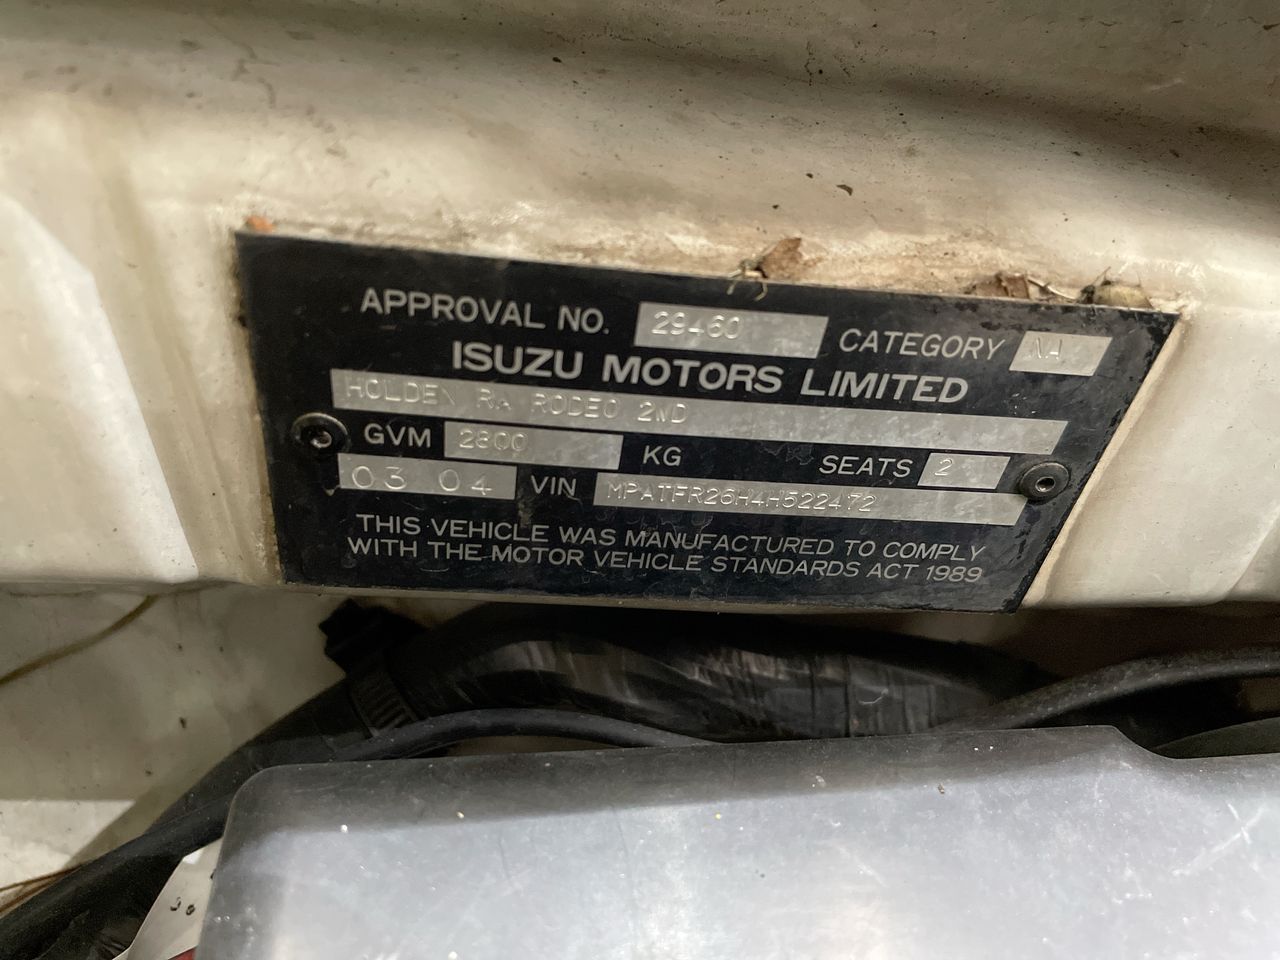 APPROVAL NO. 29460 CATEGORY NA
ISUZU MOTORS LIMITED
HOLDEN RA RODEO 2WD
GVM 2800 KG SEATS 2
03 04 VIN MPATFR26H4H522472
THIS VEHICLE WAS MANUFACTURED TO COMPLY
WITH THE MOTOR VEHICLE STANDARDS ACT 1989